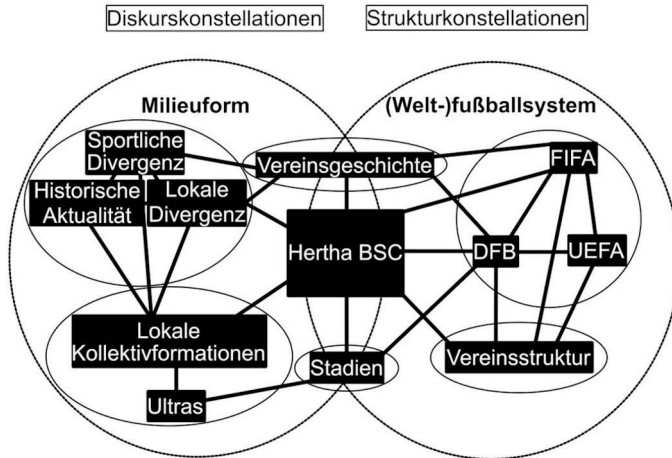 Diskurskonstellationen
Strukturkonstellationen
Milieuform
(Welt-)fußballsystem
Sportliche
Divergenz
Vereinsgeschichte
FIFA
Historische
Aktualität
Lokale
Divergenz
Hertha BSC
DFB
UEFA
Lokale
Kollektivformationen
Stadien
Vereinsstruktur
Ultras